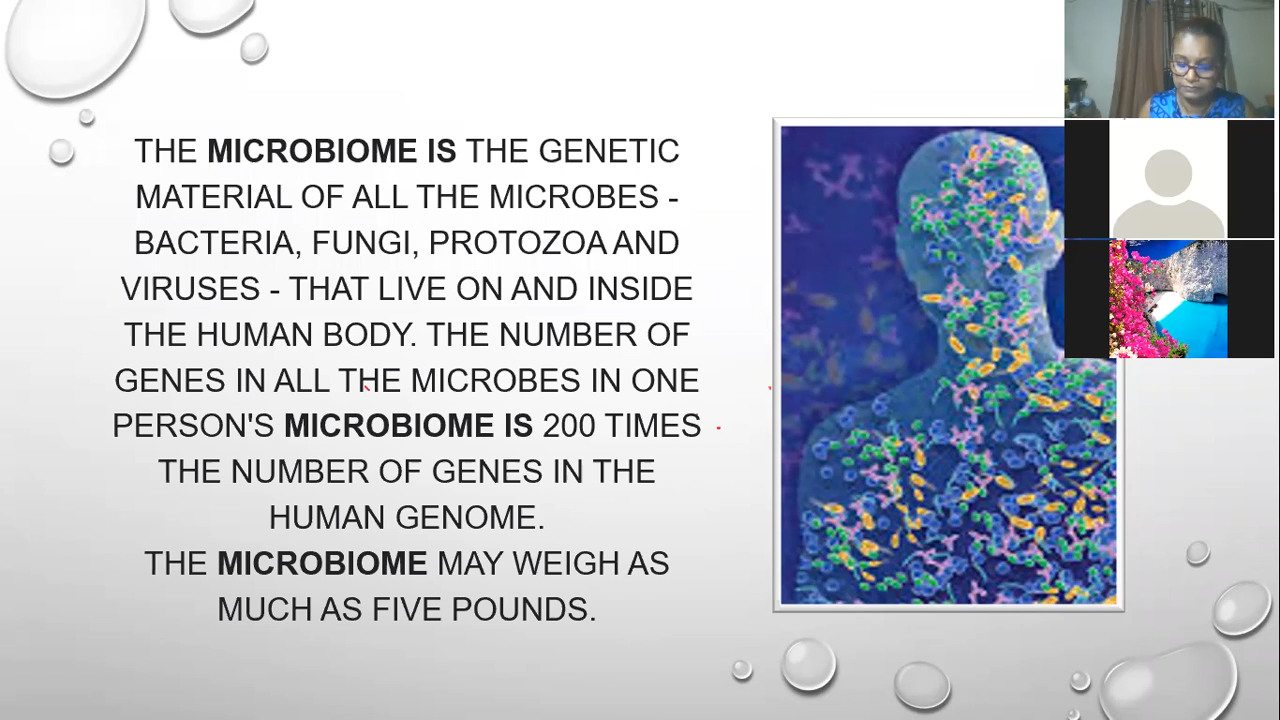 THE MICROBIOME IS THE GENETIC
MATERIAL OF ALL THE MICROBES -
BACTERIA, FUNGI, PROTOZOA AND
VIRUSES - THAT LIVE ON AND INSIDE
THE HUMAN BODY. THE NUMBER OF
GENES IN ALL THE MICROBES IN ONE
PERSON'S MICROBIOME IS 200 TIMES
THE NUMBER OF GENES IN THE
HUMAN GENOME.
THE MICROBIOME MAY WEIGH AS
MUCH AS FIVE POUNDS.